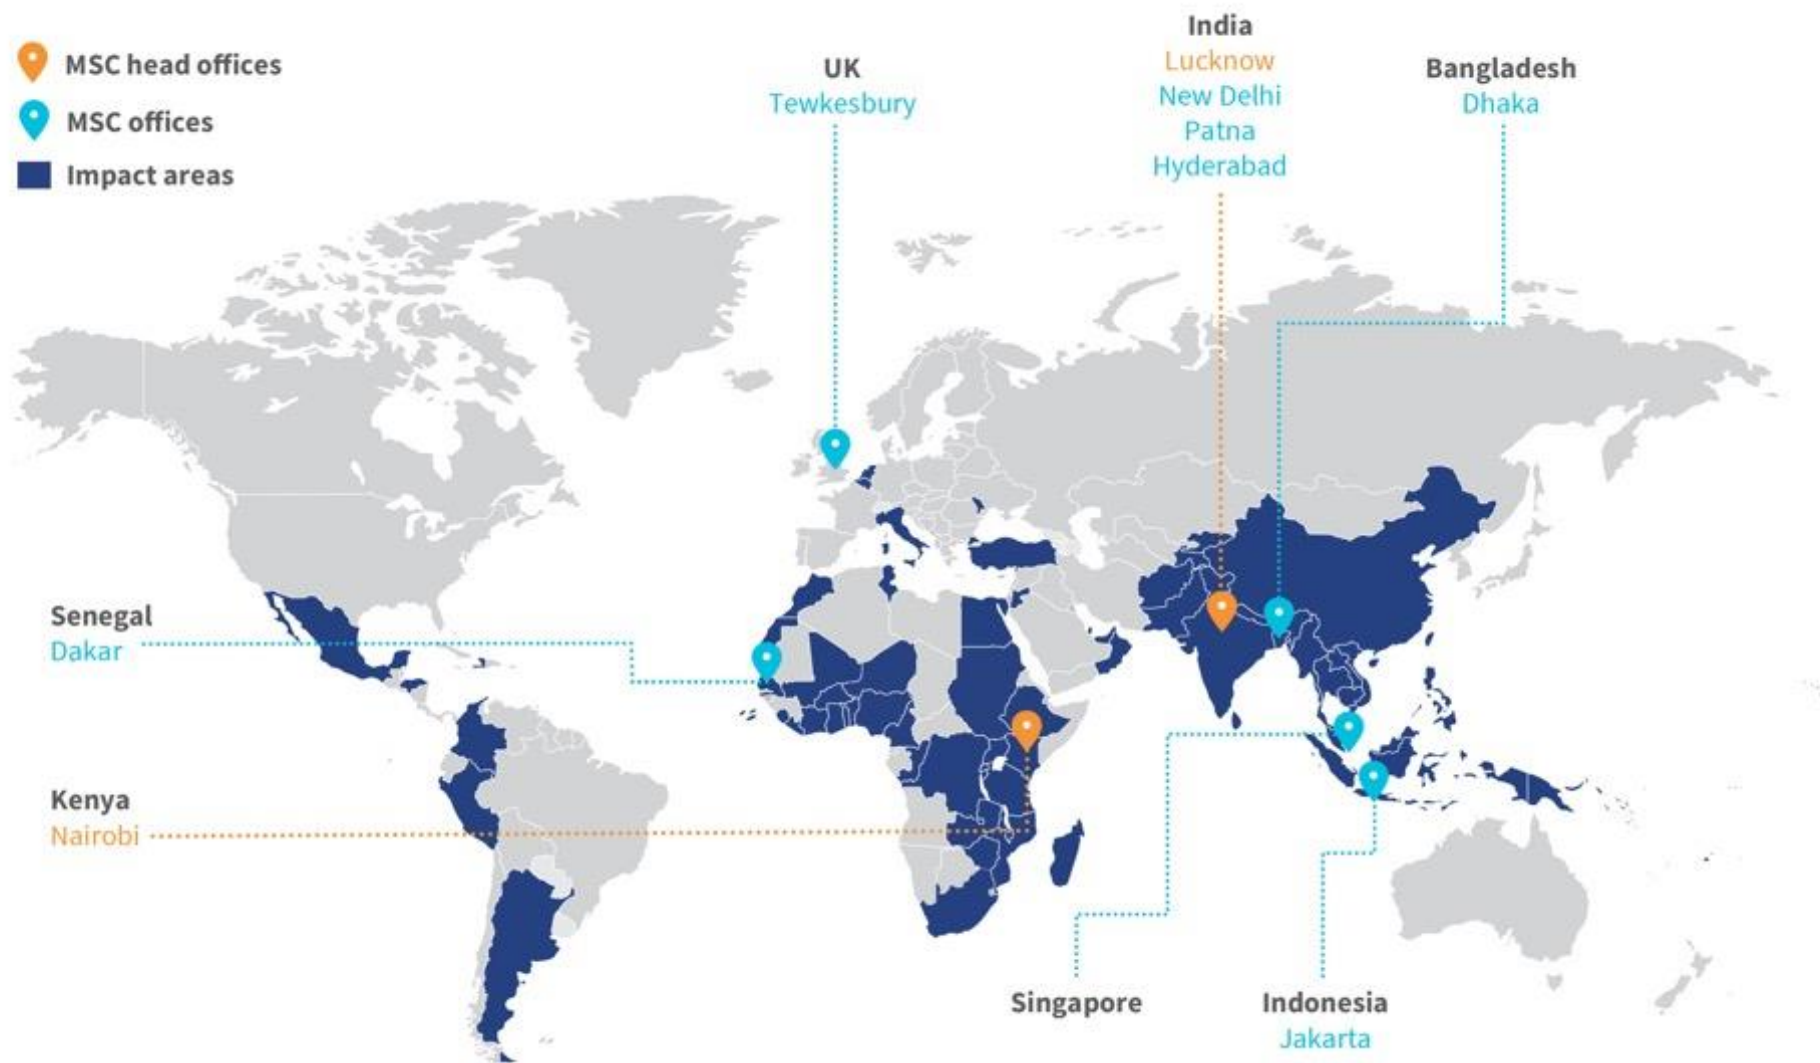 MSC head offices
MSC offices
Impact areas
UK
Tewkesbury
India
Lucknow
New Delhi
Patna
Hyderabad
Bangladesh
Dhaka
Senegal
Dakar
Kenya
Nairobi
Singapore
Indonesia
Jakarta